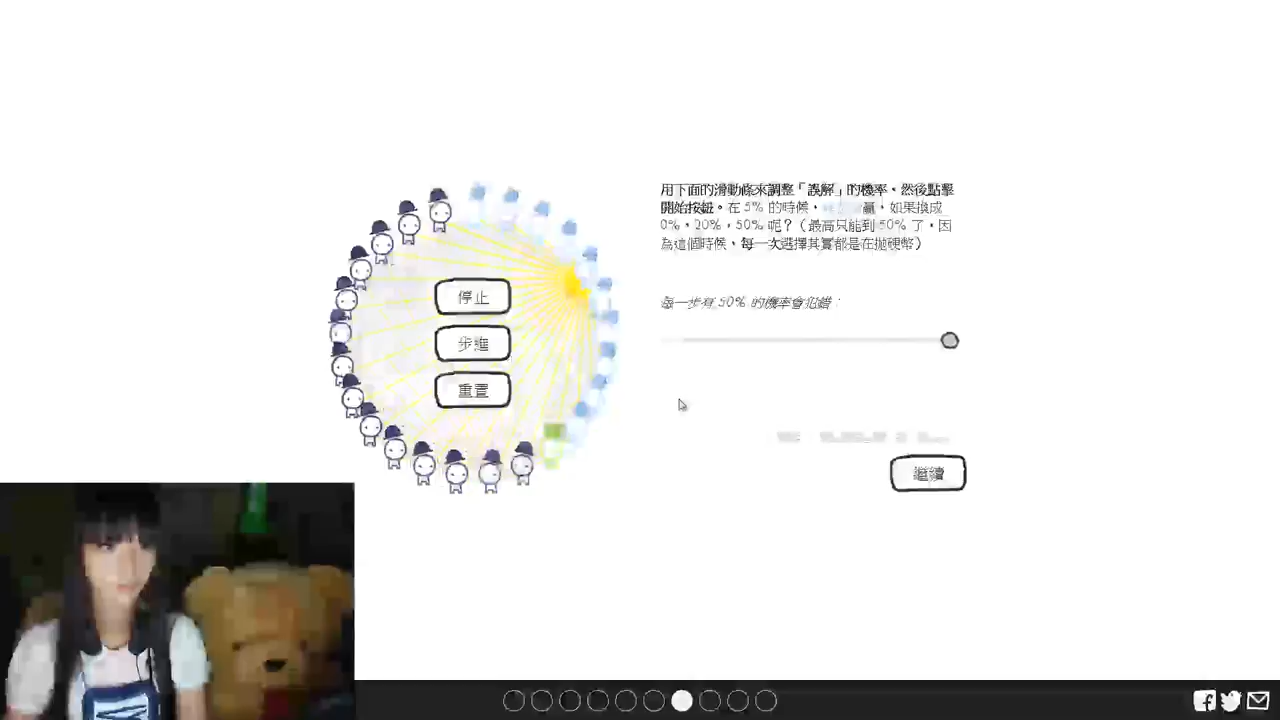 用下面的滑動條來調整「誤解」的機率,然後點擊
開始按鈕。在 5% 的時候, 贏,如果換成
0%,20%,50% 呢?(最高只能到 50% 了,因
為這個時候,每一次選擇其實都是在拋硬幣)
每一步有 50% 的機率會犯錯:
停止
步進
重置
繼續